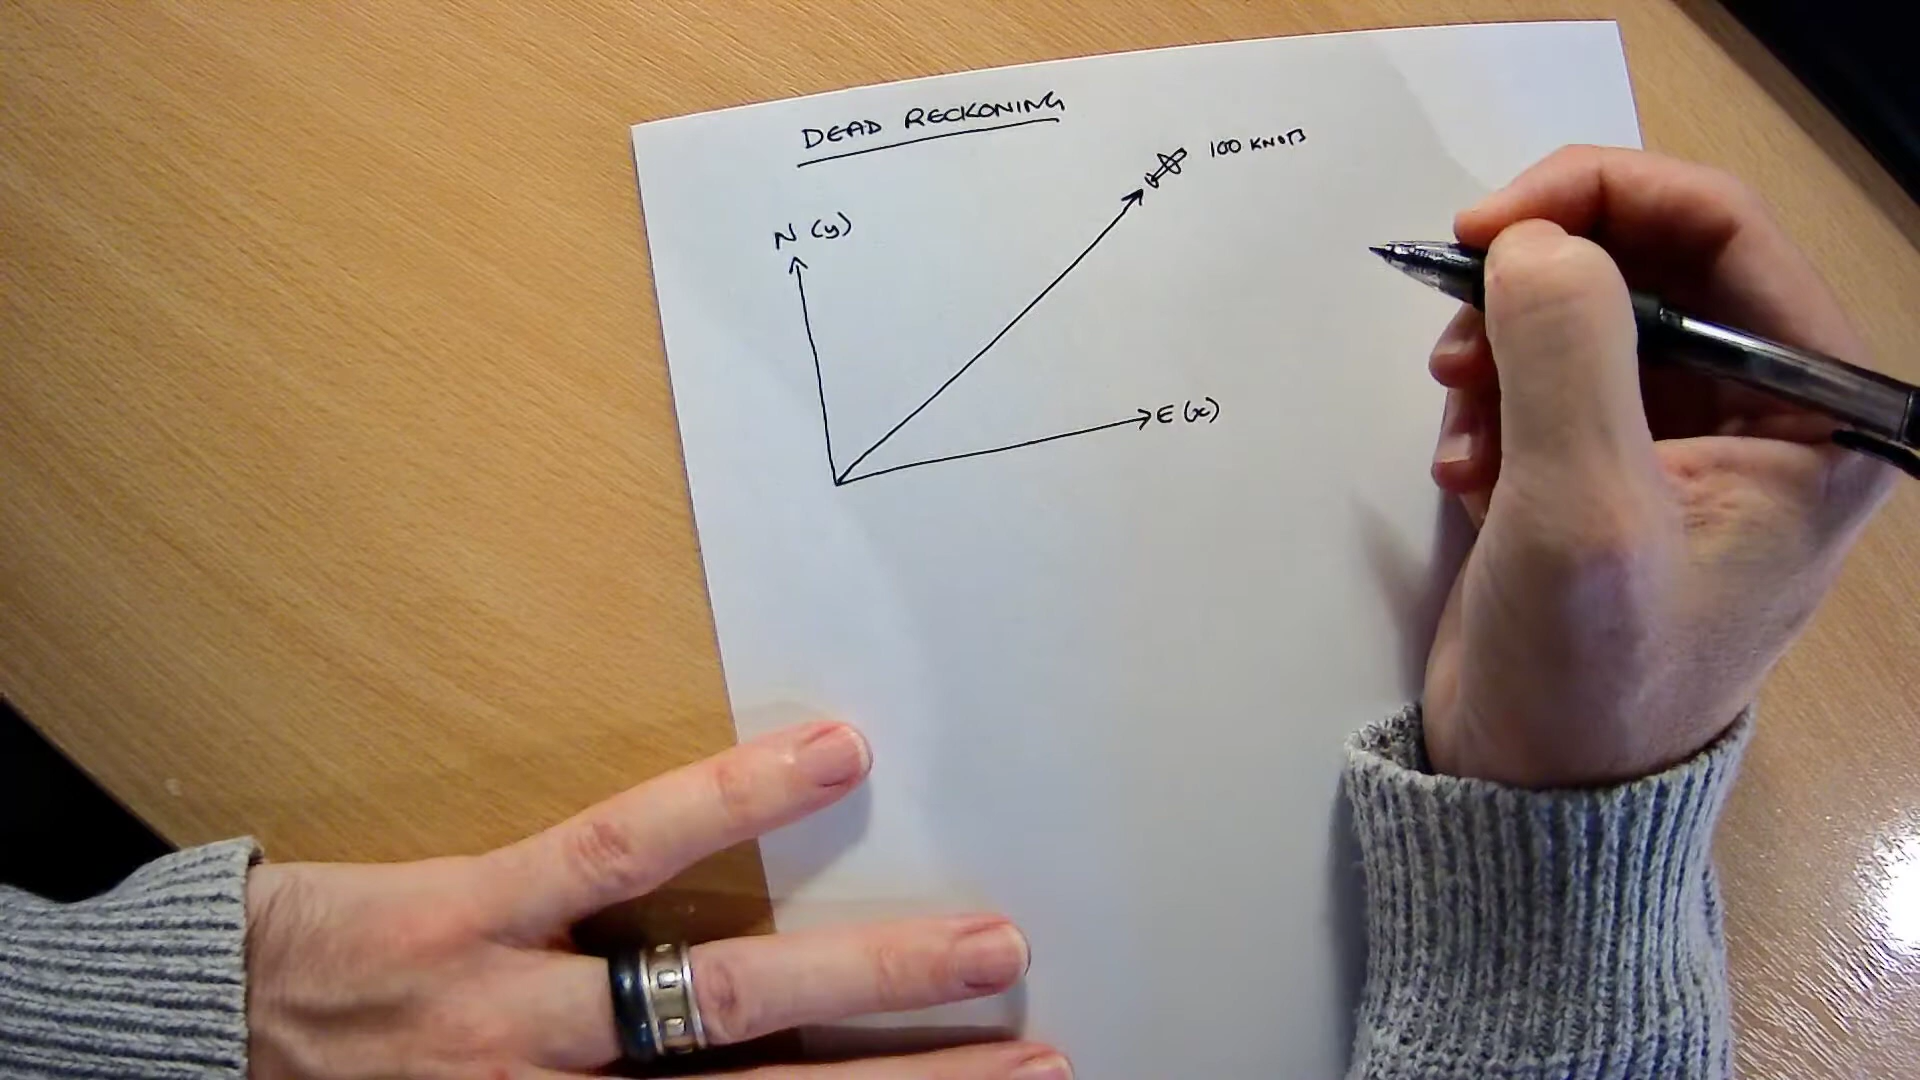 DEAD RECKONING
100 KNOTS
N (y)
E (x)